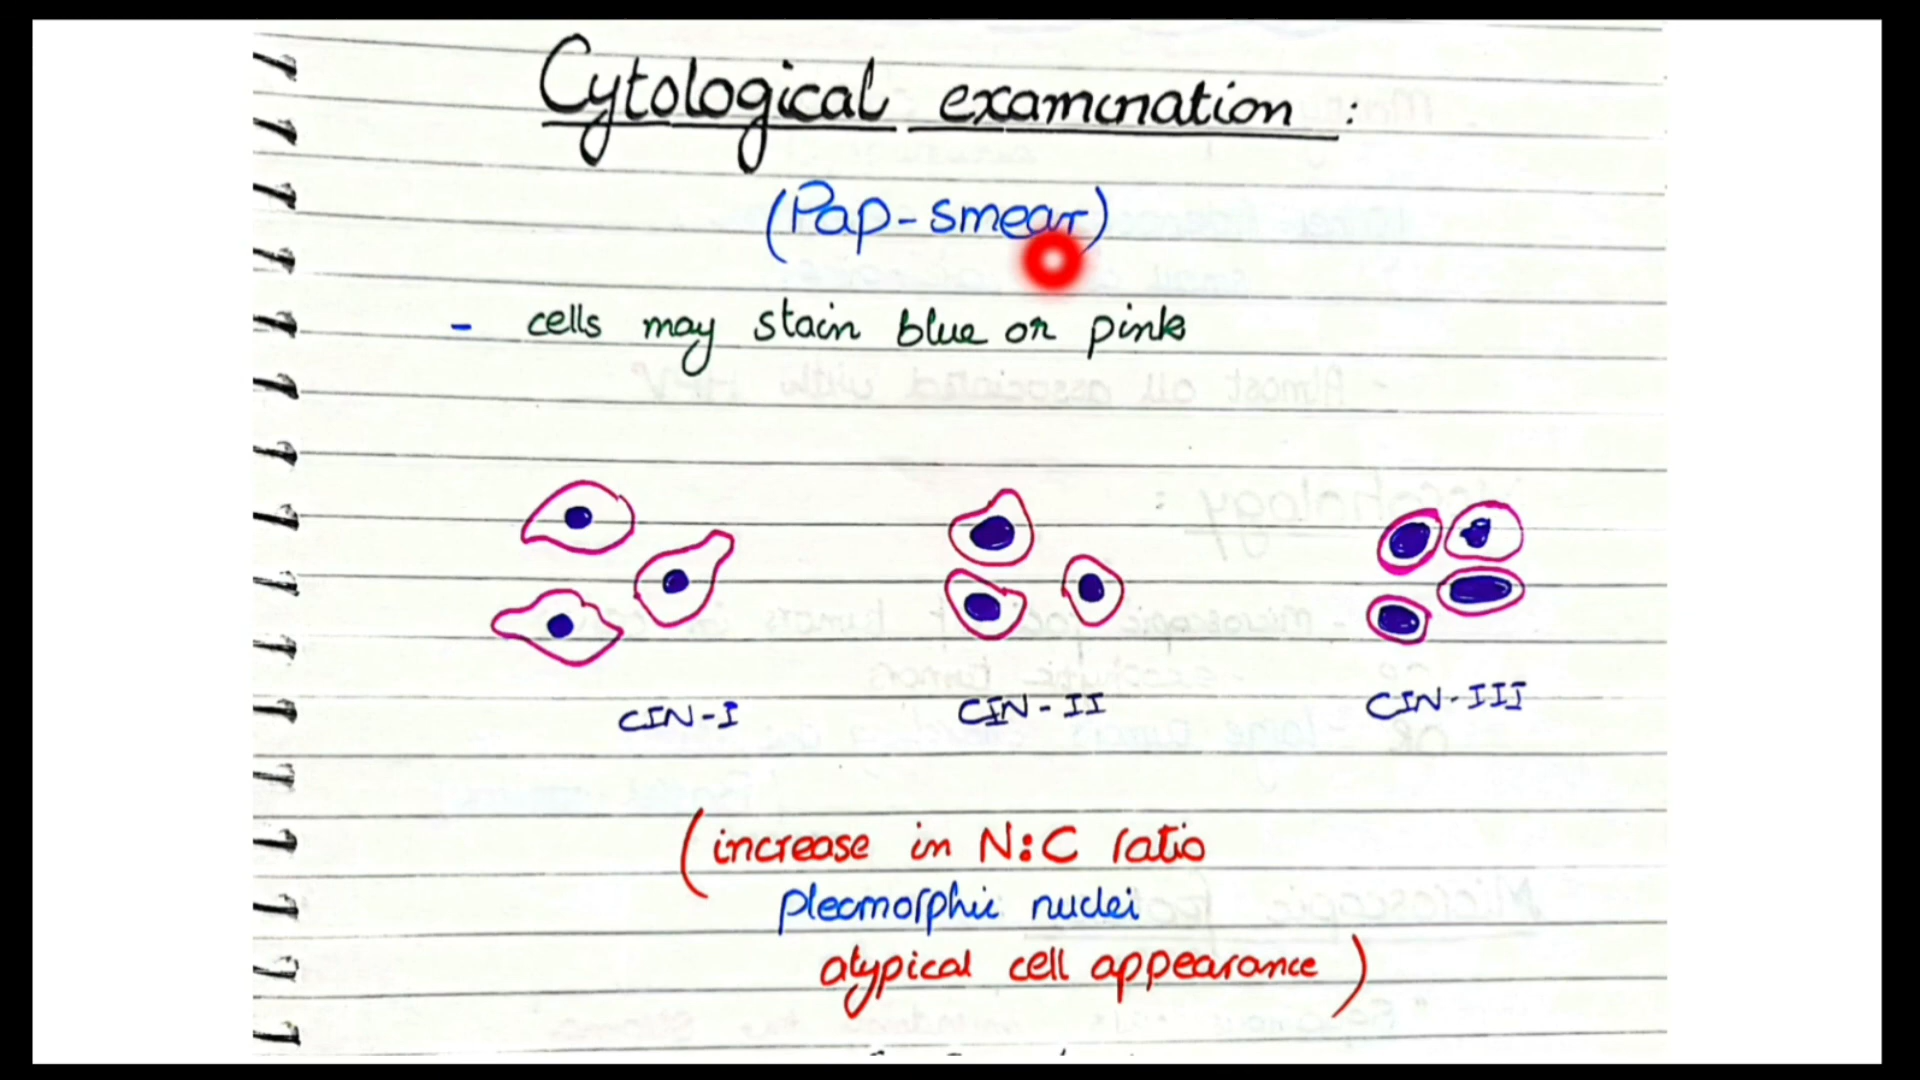 Cytological examination :
(Pap-smear)
- cells may stain blue or pink
CIN-I CIN-II CIN-III
(increase in N:C ratio
pleomorphic nuclei
atypical cell appearance)